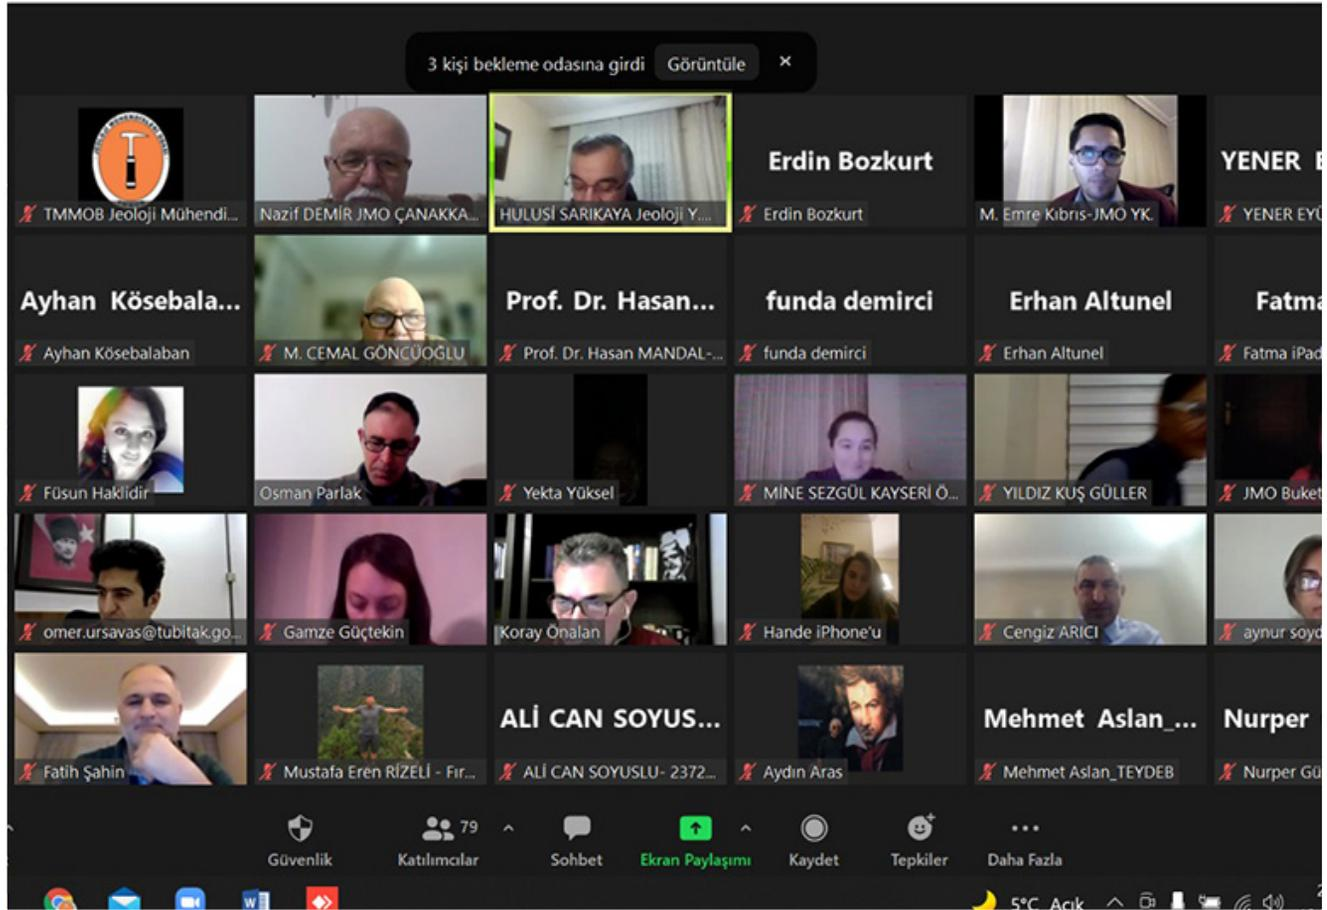 3 kişi bekleme odasına girdi Görüntüle
TMMOB Jeoloji Mühendi...
Nazif DEMİR JMO ÇANAKKA...
HULUSİ SARIKAYA Jeoloji Y....
Erdin Bozkurt
Erdin Bozkurt
M. Emre Kıbrıs-JMO YK.
YENER
YENER EYÜ
Ayhan Kösebala...
Ayhan Kösebalaban
M. CEMAL GÖNCÜOĞLU
Prof. Dr. Hasan...
Prof. Dr. Hasan MANDAL-...
funda demirci
funda demirci
Erhan Altunel
Erhan Altunel
Fatma
Fatma iPad
Füsun Haklıdir
Osman Parlak
Yekta Yüksel
MİNE SEZGÜL KAYSERİ Ö...
YILDIZ KUŞ GÜLLER
JMO Buket
omer.ursavas@tubitak.go...
Gamze Güçtekin
Koray Önalan
Hande iPhone'u
Cengiz ARICI
aynur soyd
Fatih Şahin
Mustafa Eren RİZELİ - Fır...
ALİ CAN SOYUS...
ALİ CAN SOYUSLU- 2372...
Aydın Aras
Mehmet Aslan_...
Mehmet Aslan_TEYDEB
Nurper
Nurper Gü
Güvenlik
79
Katılımcılar
Sohbet
Ekran Paylaşımı
Kaydet
Tepkiler
Daha Fazla
5°C Açık